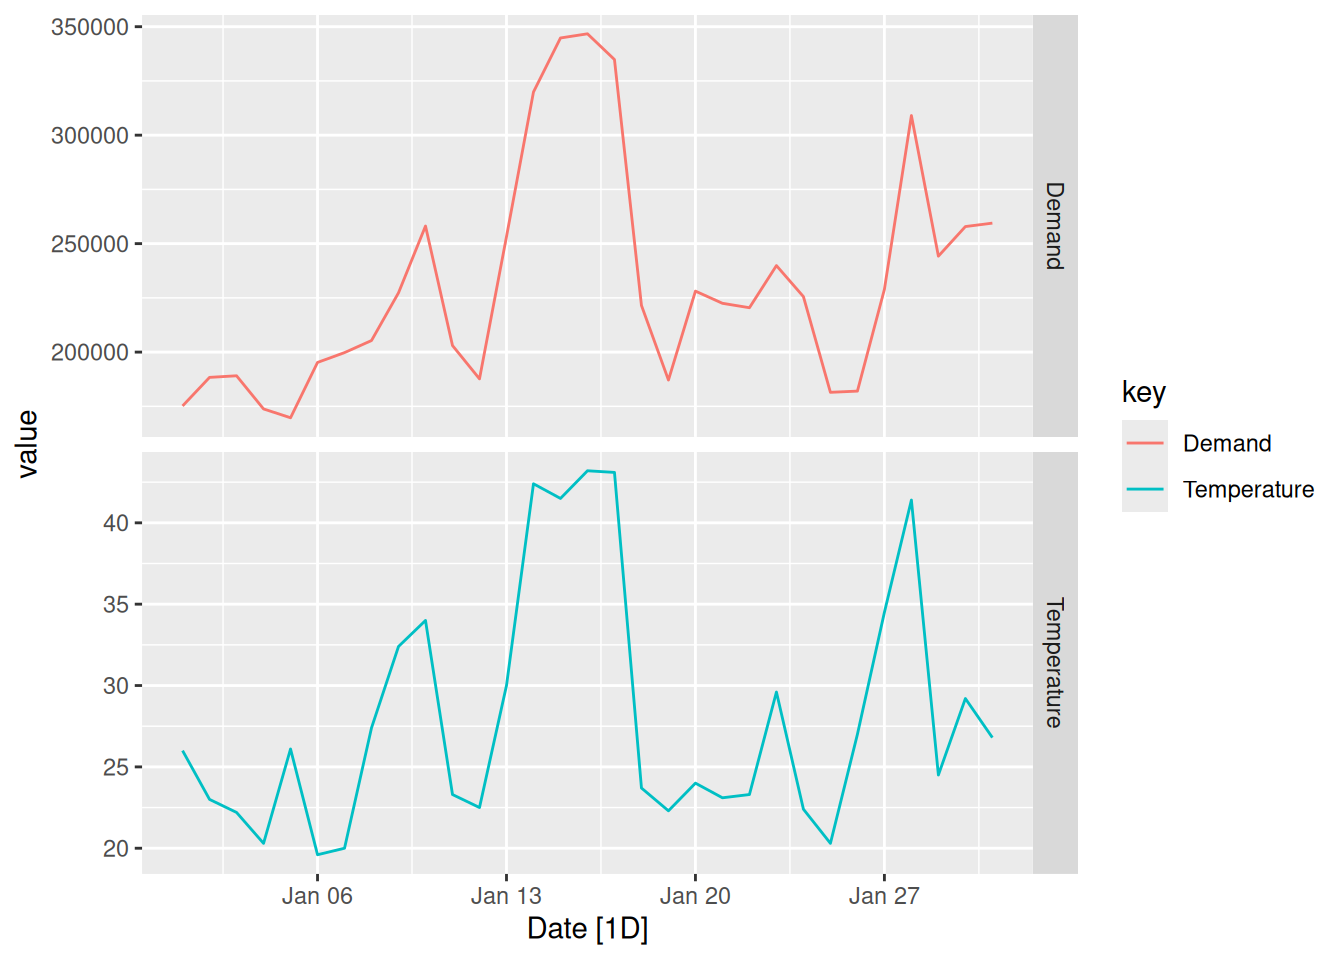 350000
300000
250000
200000
Demand
value
40
35
30
25
20
Temperature
Jan 06
Jan 13
Jan 20
Jan 27
Date [1D]
key
Demand
Temperature